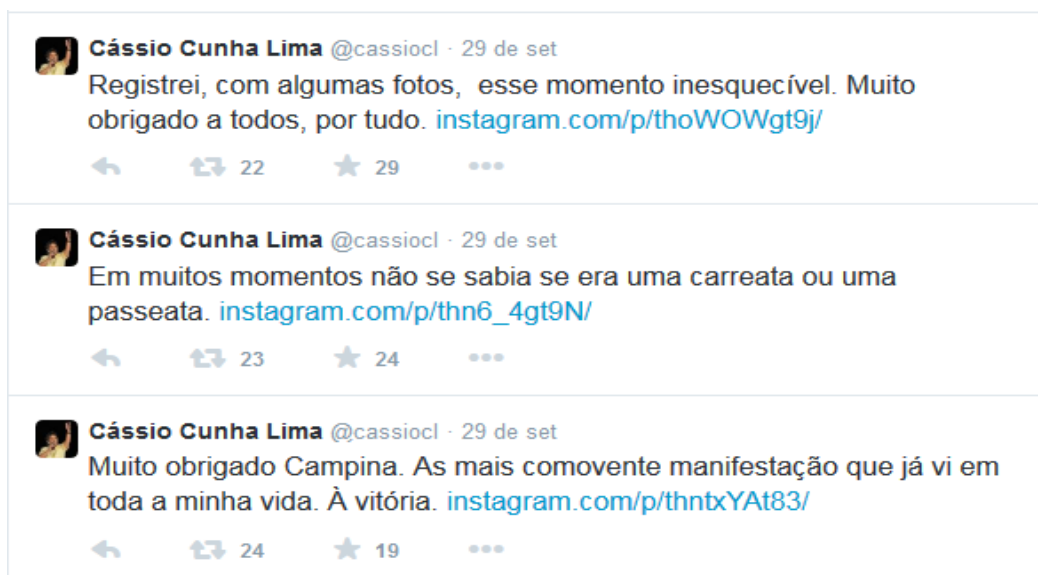 Cássio Cunha Lima @cassiocl · 29 de set
Registrei, com algumas fotos, esse momento inesquecível. Muito
obrigado a todos, por tudo. instagram.com/p/thoWOWgt9j/
22 29
Cássio Cunha Lima @cassiocl · 29 de set
Em muitos momentos não se sabia se era uma carreata ou uma
passeata. instagram.com/p/thn6_4gt9N/
23 24
Cássio Cunha Lima @cassiocl · 29 de set
Muito obrigado Campina. As mais comovente manifestação que já vi em
toda a minha vida. À vitória. instagram.com/p/thntxYAt83/
24 19